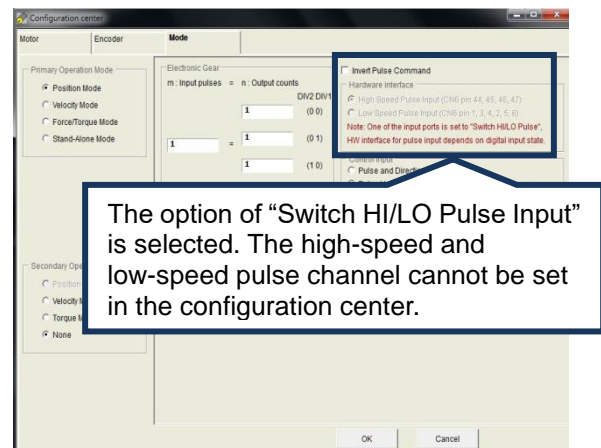 Configuration center
Motor
Encoder
Mode
Primary Operation Mode
Position Mode
Velocity Mode
Force/Torque Mode
Stand-Alone Mode
Electronic Gear
m : Input pulses = n : Output counts
DIV2 DIV1
1 (0 0)
1 = 1 (0 1)
1 (1 0)
Invert Pulse Command
Hardware interface
High Speed Pulse Input (CN6 pin 44, 45, 46, 47)
Low Speed Pulse Input (CN6 pin 1, 3, 4, 2, 5, 6)
Note: One of the input ports is set to "Switch HI/LO Pulse",
HW interface for pulse input depends on digital input state.
Control Input
Pulse and
The option of “Switch HI/LO Pulse Input”
is selected. The high-speed and
low-speed pulse channel cannot be set
in the configuration center.
Secondary
Velocity
Torque
None
OK
Cancel